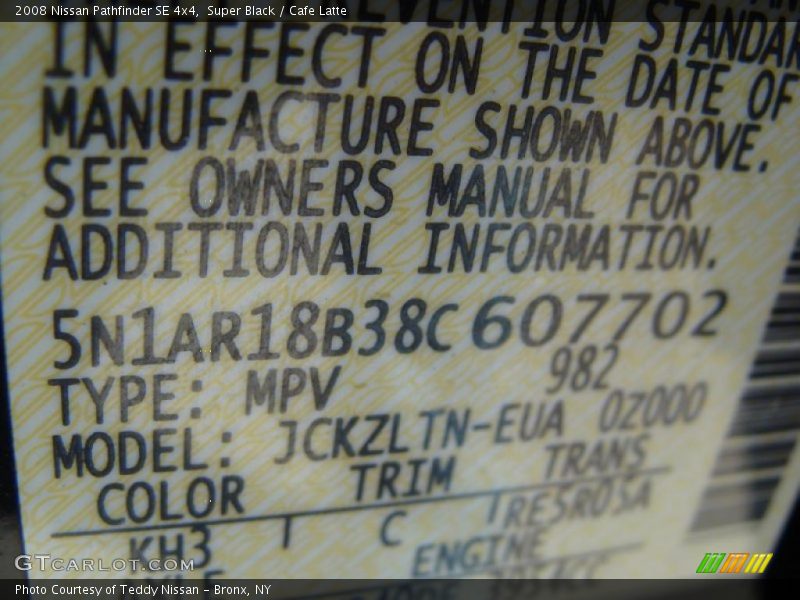 2008 Nissan Pathfinder SE 4x4, Super Black / Cafe Latte
STANDAR
IN EFFECT ON THE DATE OF
MANUFACTURE SHOWN ABOVE.
SEE OWNERS MANUAL FOR
ADDITIONAL INFORMATION.
5N1AR18B38C607702
TYPE: MPV 982
MODEL: JCKZLTN-EUA 0Z000
COLOR TRIM TRANS
KH3 C RE5R05A
ENGINE
GTCarLot.com
Photo Courtesy of Teddy Nissan - Bronx, NY